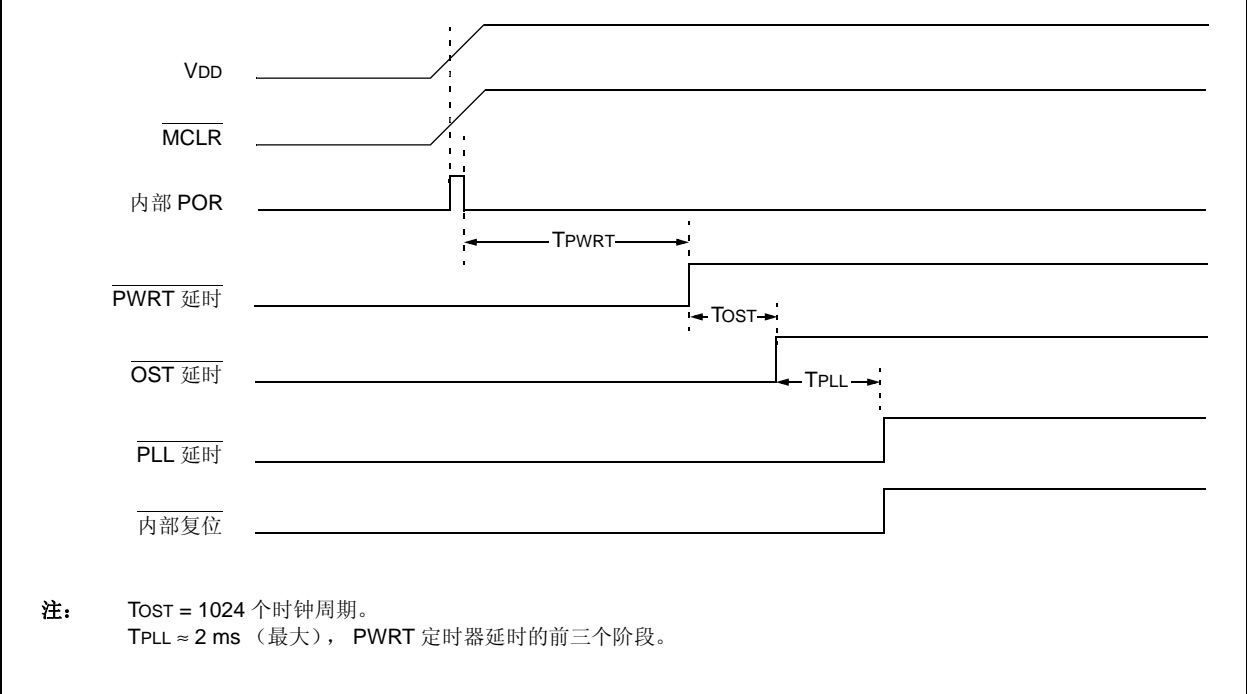 VDD
MCLR
内部 POR
TPWRT
PWRT 延时
TOST
OST 延时
TPLL
PLL 延时
内部复位
注： TOST = 1024 个时钟周期。
TPLL ≈ 2 ms （最大）， PWRT 定时器延时的前三个阶段。